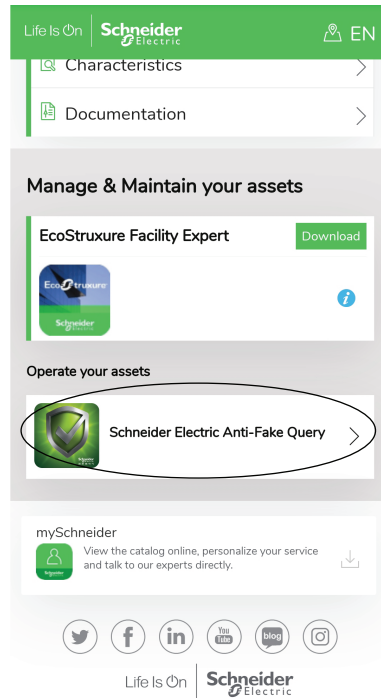 Life Is On Schneider Electric EN
Characteristics
Documentation
Manage & Maintain your assets
EcoStruxure Facility Expert Download
EcoStruxure
Schneider Electric
Operate your assets
Schneider Electric Anti-Fake Query
mySchneider
View the catalog online, personalize your service
and talk to our experts directly.
You
Tube
blog
Life Is On Schneider Electric